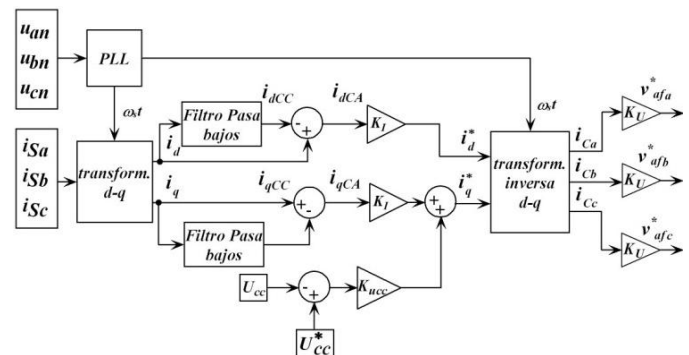 u_an
u_bn
u_cn
PLL
ω_s t
i_Sa
i_Sb
i_Sc
transform.
d-q
Filtro Pasa
bajos
i_d
i_dCC
- +
i_dCA
K_I
i_d^*
i_q
i_qCC
+ -
i_qCA
K_I
+ +
i_q^*
Filtro Pasa
bajos
U_cc
- +
K_ucc
U_cc^*
ω_s t
transform.
inversa
d-q
i_Ca
i_Cb
i_Cc
K_U
v^*_afa
K_U
v^*_afb
K_U
v^*_afc